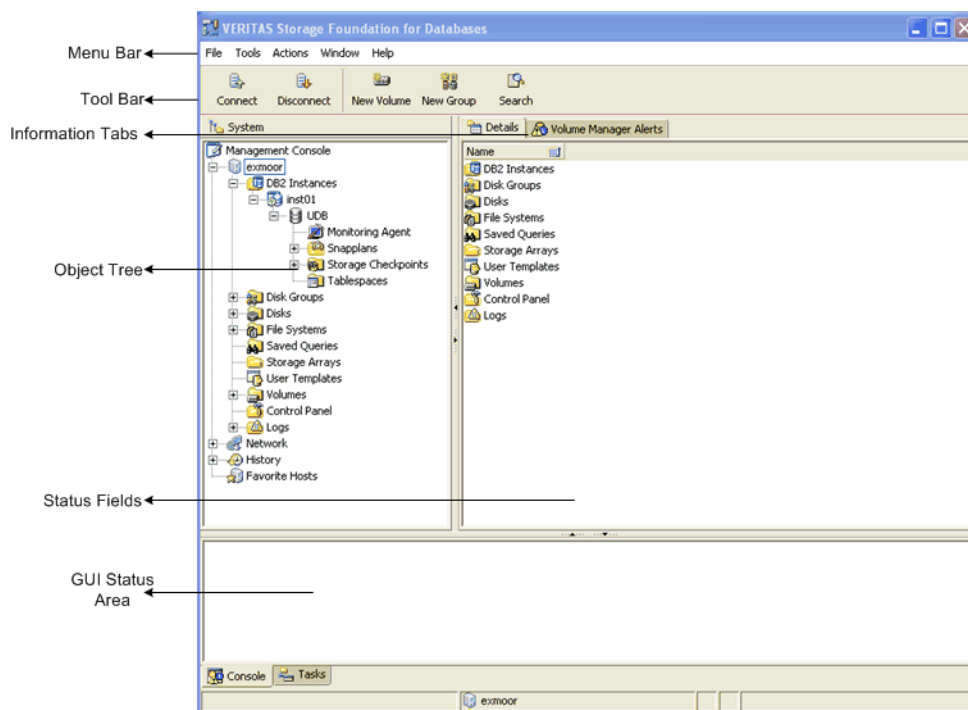 VERITAS Storage Foundation for Databases
Menu Bar
File Tools Actions Window Help
Tool Bar
Connect Disconnect New Volume New Group Search
Information Tabs
System
Details Volume Manager Alerts
Management Console
exmoor
DB2 Instances
inst01
UDB
Monitoring Agent
Snapplans
Storage Checkpoints
Tablespaces
Disk Groups
Disks
File Systems
Saved Queries
Storage Arrays
User Templates
Volumes
Control Panel
Logs
Network
History
Favorite Hosts
Object Tree
Name
DB2 Instances
Disk Groups
Disks
File Systems
Saved Queries
Storage Arrays
User Templates
Volumes
Control Panel
Logs
Status Fields
GUI Status
Area
Console Tasks
exmoor